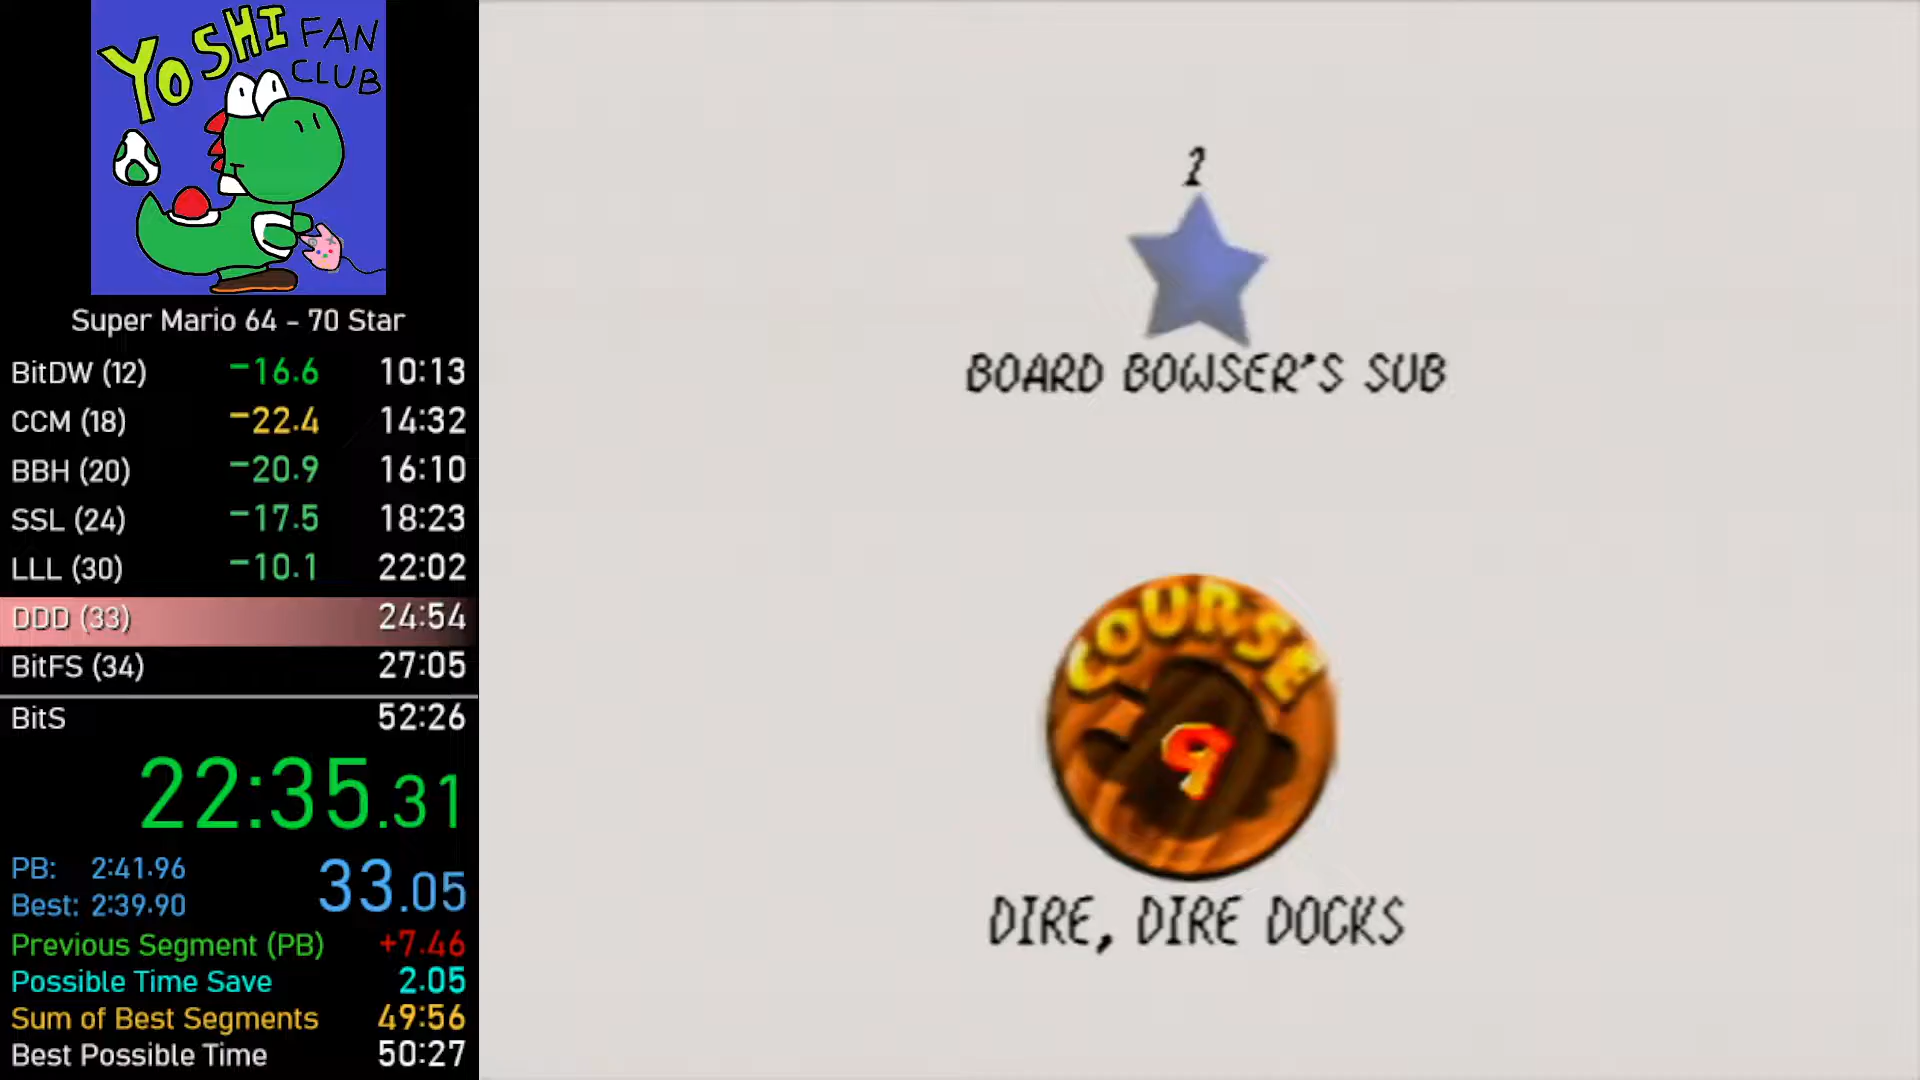 YOSHI FAN
CLUB
Super Mario 64 - 70 Star
BitDW (12) -16.6 10:13
CCM (18) -22.4 14:32
BBH (20) -20.9 16:10
SSL (24) -17.5 18:23
LLL (30) -10.1 22:02
DDD (33) 24:54
BitFS (34) 27:05
BitS 52:26
22:35.31
PB: 2:41.96
Best: 2:39.90
33.05
Previous Segment (PB) +7.46
Possible Time Save 2.05
Sum of Best Segments 49:56
Best Possible Time 50:27
1
BOARD BOWSER'S SUB
COURSE
9
DIRE, DIRE DOCKS